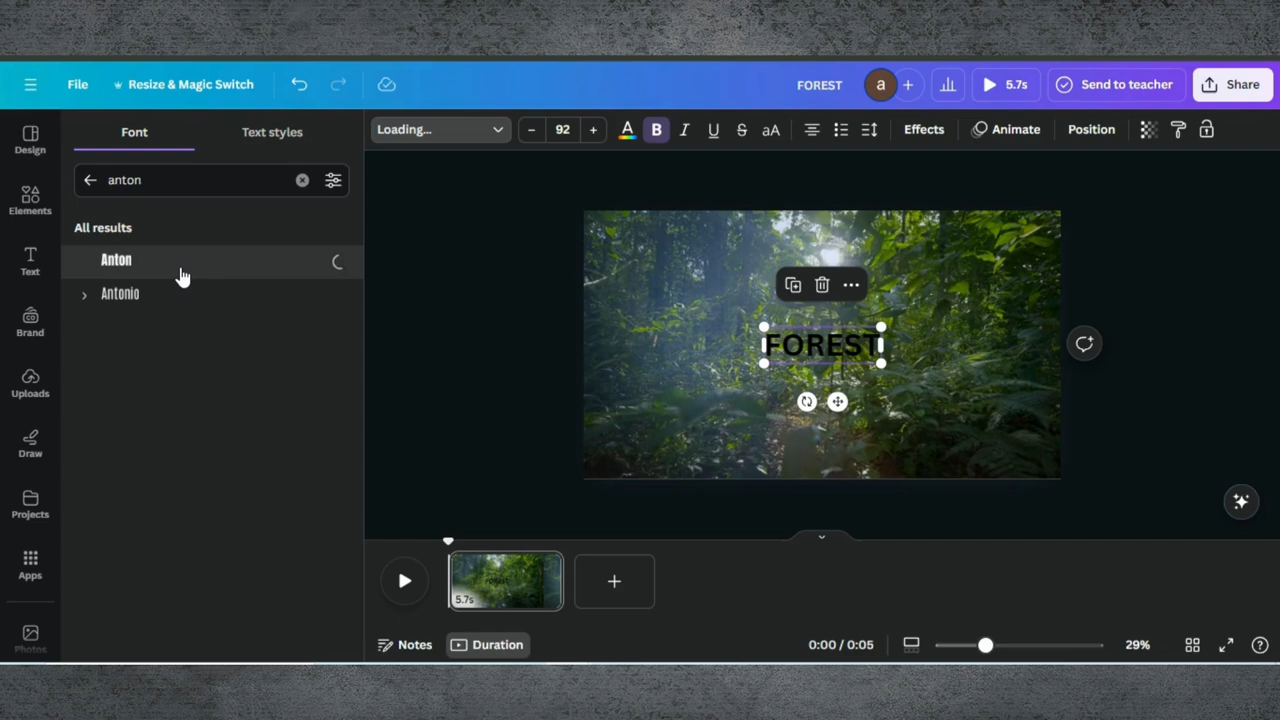 File
Resize & Magic Switch
FOREST
a
5.7s
Send to teacher
Share
Design
Elements
Text
Brand
Uploads
Draw
Projects
Apps
Photos
Font
Text styles
anton
All results
Anton
Antonio
Loading...
– 92 +
A B I U S aA
Effects
Animate
Position
FOREST
5.7s
Notes
Duration
0:00 / 0:05
29%